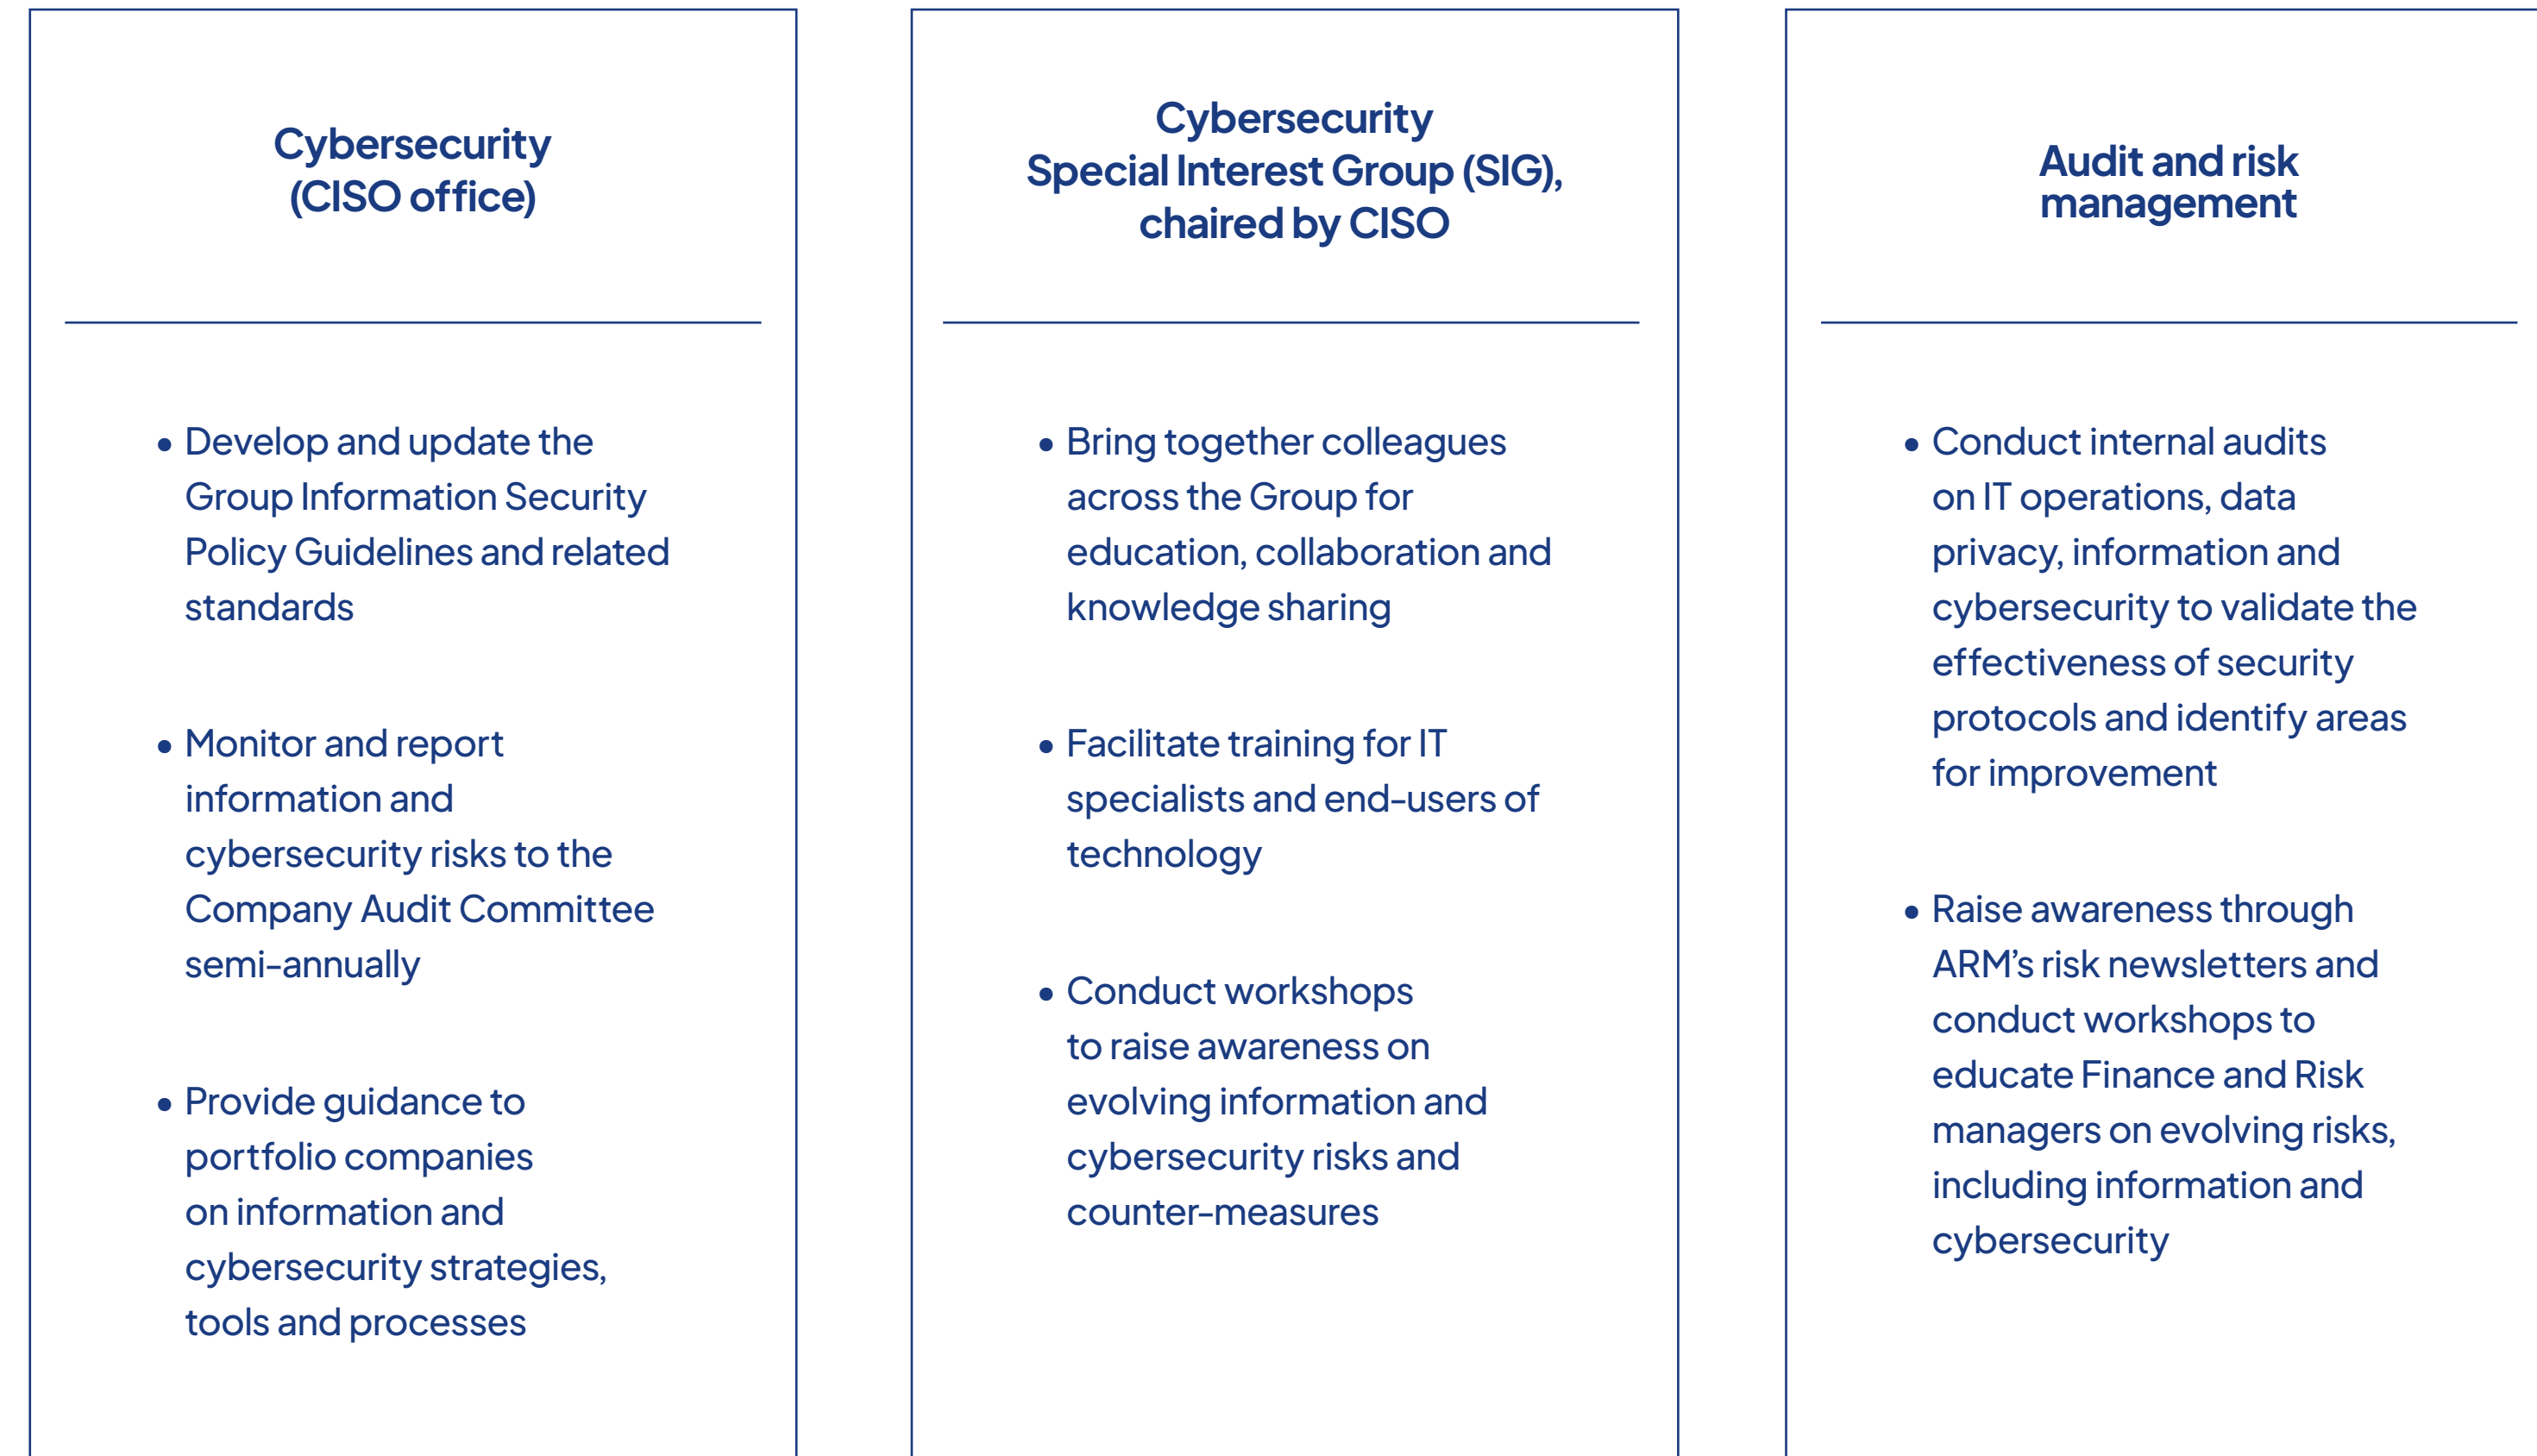 Cybersecurity
(CISO office)
• Develop and update the
Group Information Security
Policy Guidelines and related
standards
• Monitor and report
information and
cybersecurity risks to the
Company Audit Committee
semi-annually
• Provide guidance to
portfolio companies
on information and
cybersecurity strategies,
tools and processes
Cybersecurity
Special Interest Group (SIG),
chaired by CISO
• Bring together colleagues
across the Group for
education, collaboration and
knowledge sharing
• Facilitate training for IT
specialists and end-users of
technology
• Conduct workshops
to raise awareness on
evolving information and
cybersecurity risks and
counter-measures
Audit and risk
management
• Conduct internal audits
on IT operations, data
privacy, information and
cybersecurity to validate the
effectiveness of security
protocols and identify areas
for improvement
• Raise awareness through
ARM’s risk newsletters and
conduct workshops to
educate Finance and Risk
managers on evolving risks,
including information and
cybersecurity